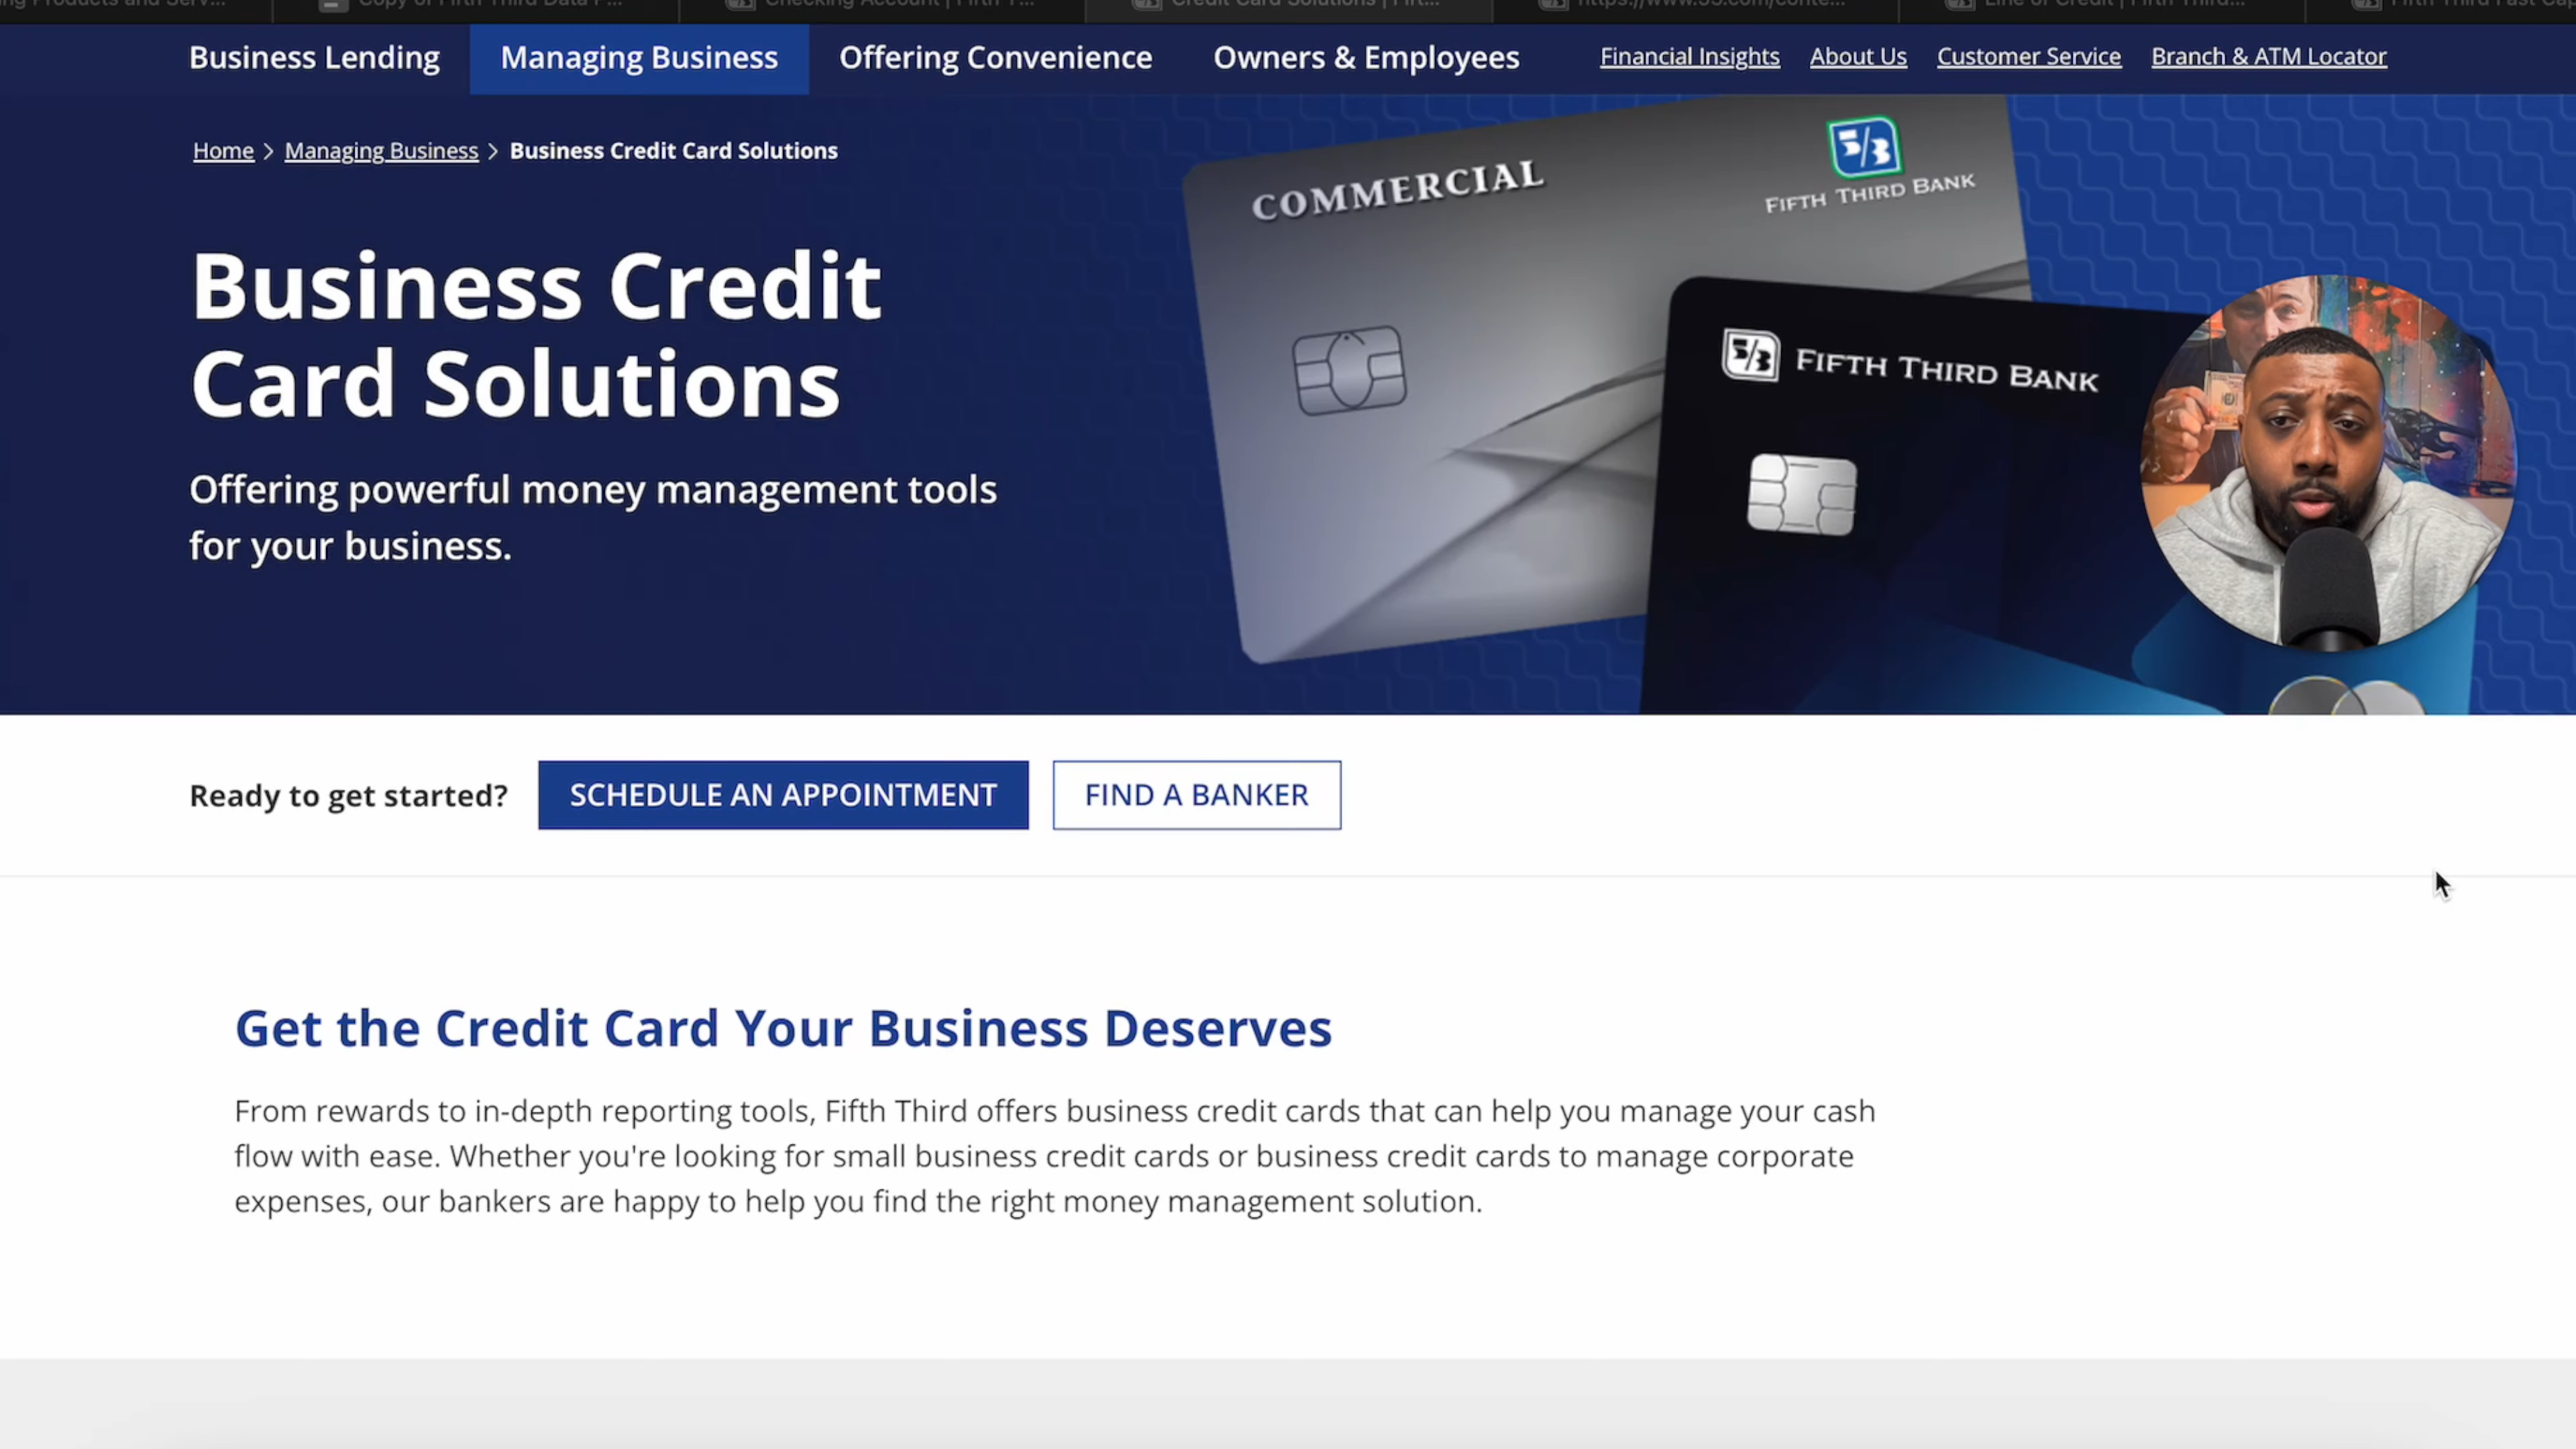 Business Lending
Managing Business
Offering Convenience
Owners & Employees
Financial Insights
About Us
Customer Service
Branch & ATM Locator
Home > Managing Business > Business Credit Card Solutions
COMMERCIAL
5/3
FIFTH THIRD BANK
Business Credit
Card Solutions
5/3 FIFTH THIRD BANK
Offering powerful money management tools
for your business.
Ready to get started?
SCHEDULE AN APPOINTMENT
FIND A BANKER
Get the Credit Card Your Business Deserves
From rewards to in-depth reporting tools, Fifth Third offers business credit cards that can help you manage your cash
flow with ease. Whether you're looking for small business credit cards or business credit cards to manage corporate
expenses, our bankers are happy to help you find the right money management solution.